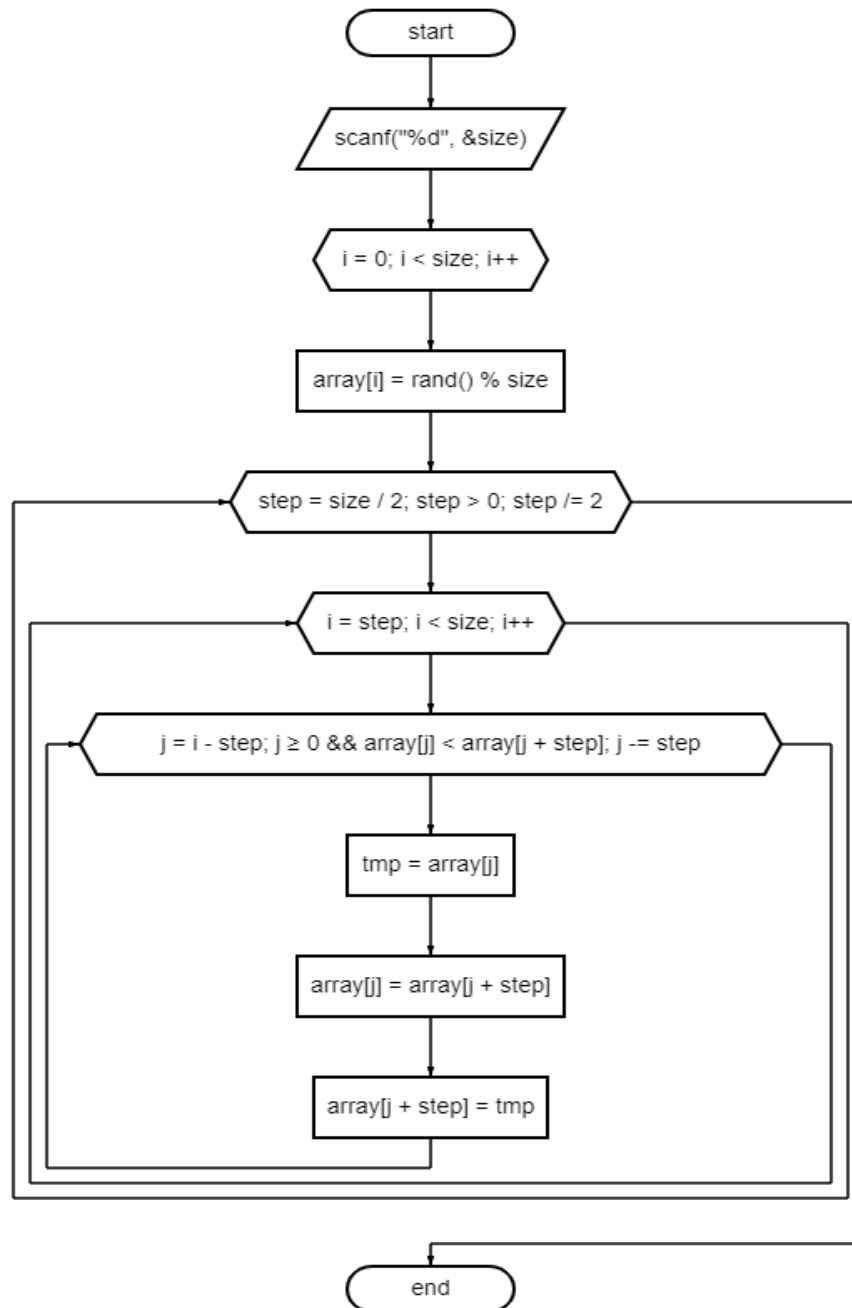 start
scanf("%d", &size)
i = 0; i < size; i++
array[i] = rand() % size
step = size / 2; step > 0; step /= 2
i = step; i < size; i++
j = i - step; j ≥ 0 && array[j] < array[j + step]; j -= step
tmp = array[j]
array[j] = array[j + step]
array[j + step] = tmp
end